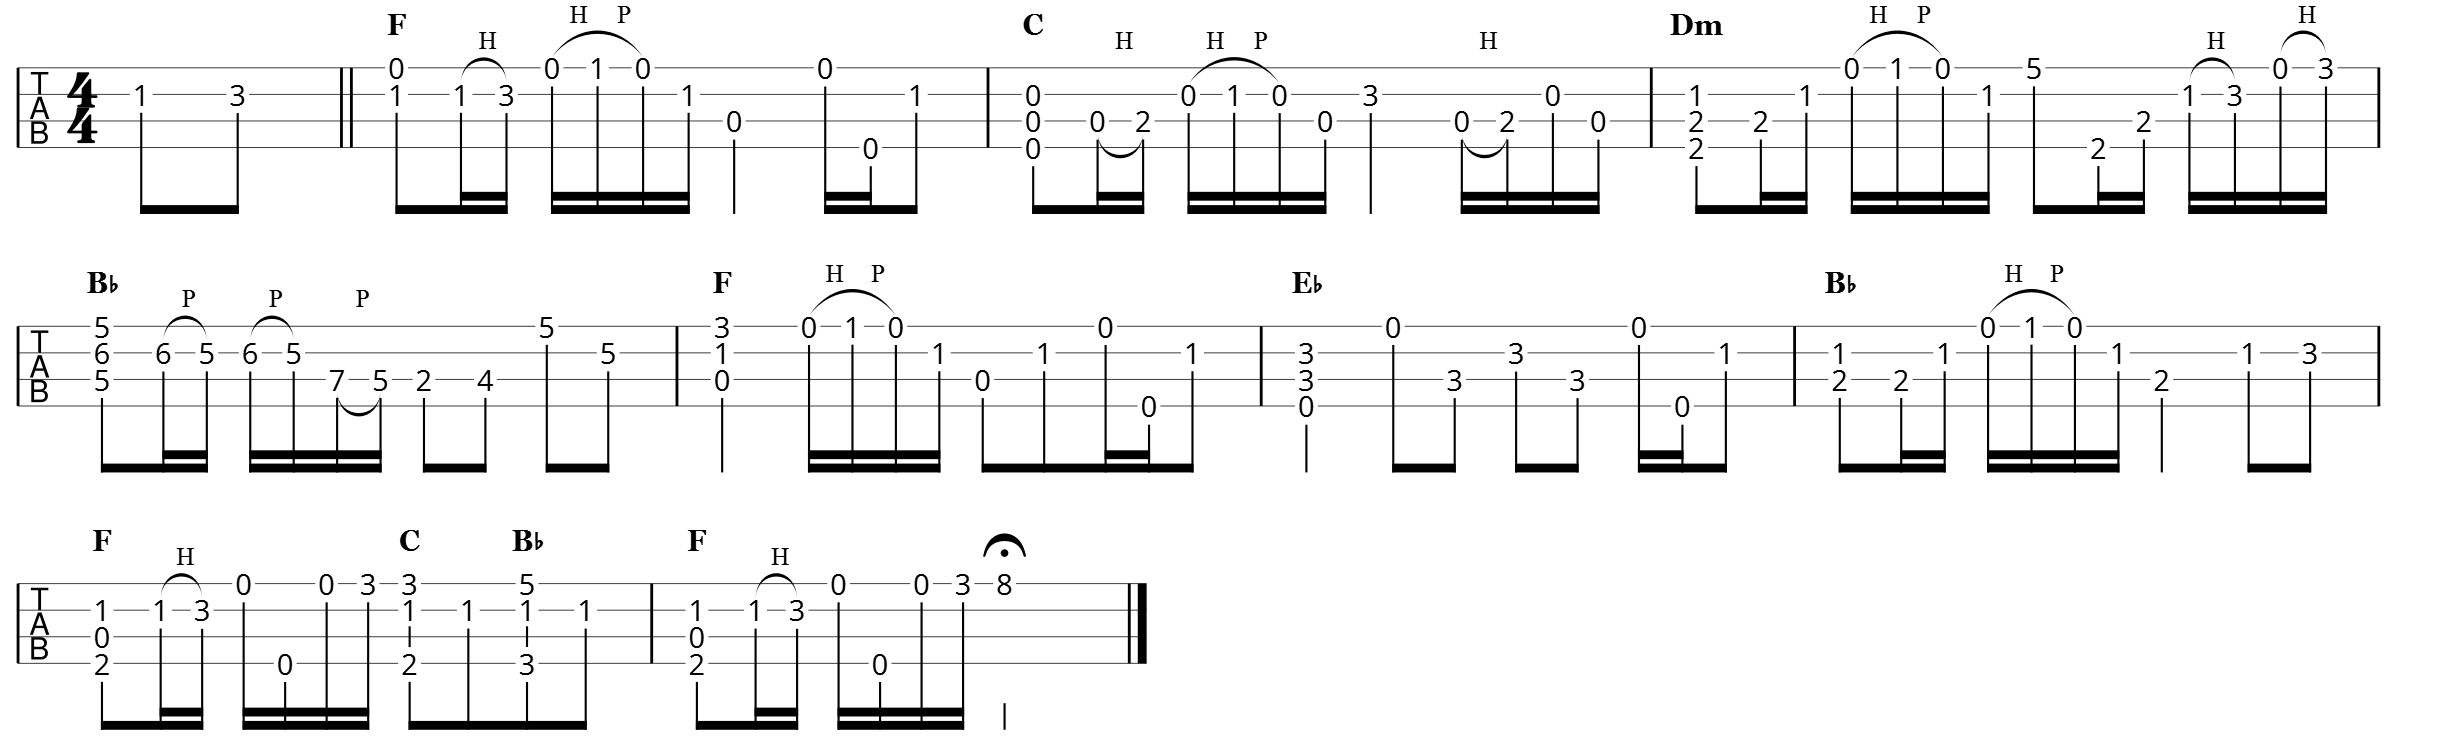 H P H P H
F H C H H P H Dm H
0 0 1 0 0 0 1 0 5 0 3
T 4 1 3 1 1 3 1 1 0 0 1 0 3 0 1 1 1 1 3
A 4 0 0 0 2 0 0 2 0 2 2 2
B 0 0 2 2
H P H P
B♭ P P P F E♭ B♭
5 5 3 0 1 0 0 0 0 0 1 0
T 6 6 5 6 5 5 1 1 1 1 3 3 1 1 1 1 1 3
A 5 7 5 2 4 0 0 3 3 3 2 2 2
B 0 0 0
F H C B♭ F H
0 0 3 3 5 0 0 3 8
T 1 1 3 1 1 1 1 1 1 3
A 0 0
B 2 0 2 3 2 0